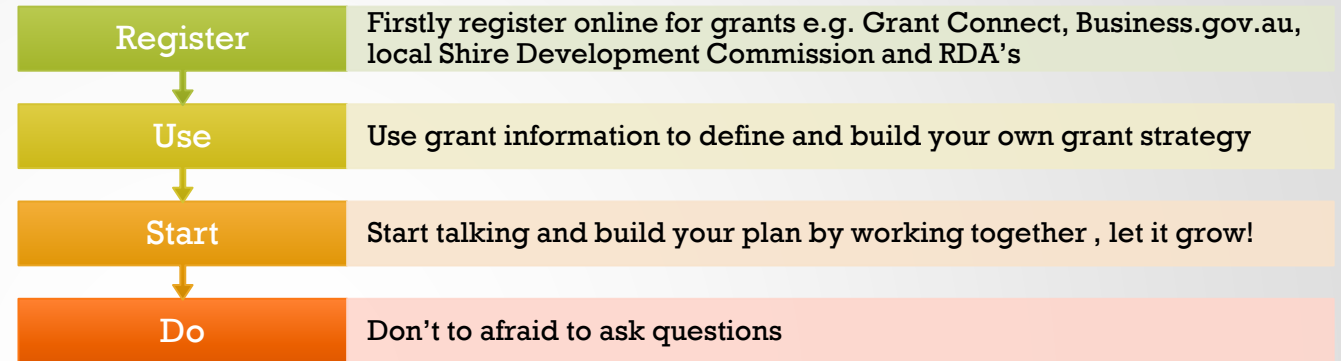 Register
Firstly register online for grants e.g. Grant Connect, Business.gov.au,
local Shire Development Commission and RDA’s
Use
Use grant information to define and build your own grant strategy
Start
Start talking and build your plan by working together , let it grow!
Do
Don’t to afraid to ask questions